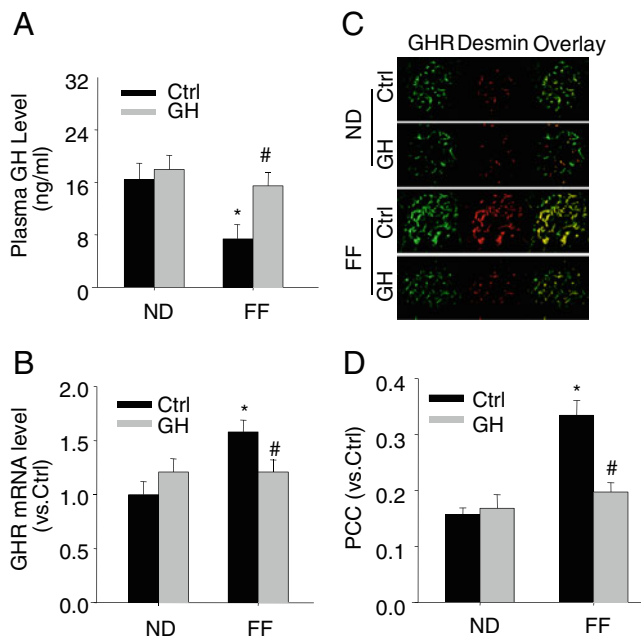 A
Plasma GH Level
(ng/ml)
32
24
16
8
0
Ctrl
GH
*
#
ND
FF
B
GHR mRNA level
(vs.Ctrl)
2.0
1.5
1.0
0.5
0.0
Ctrl
GH
*
#
ND
FF
C
GHR Desmin Overlay
ND
Ctrl
GH
FF
Ctrl
GH
D
PCC (vs.Ctrl)
0.4
0.3
0.2
0.1
0.0
Ctrl
GH
*
#
ND
FF